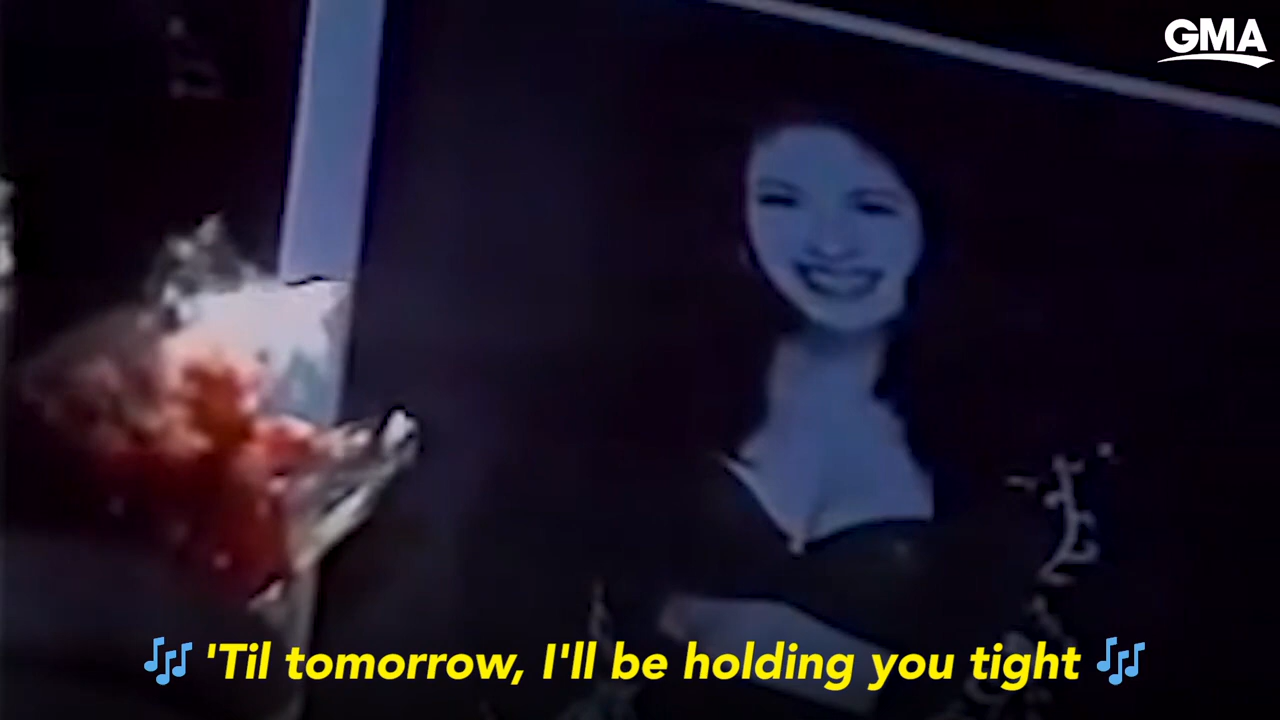 GMA
🎶 'Til tomorrow, I'll be holding you tight 🎶